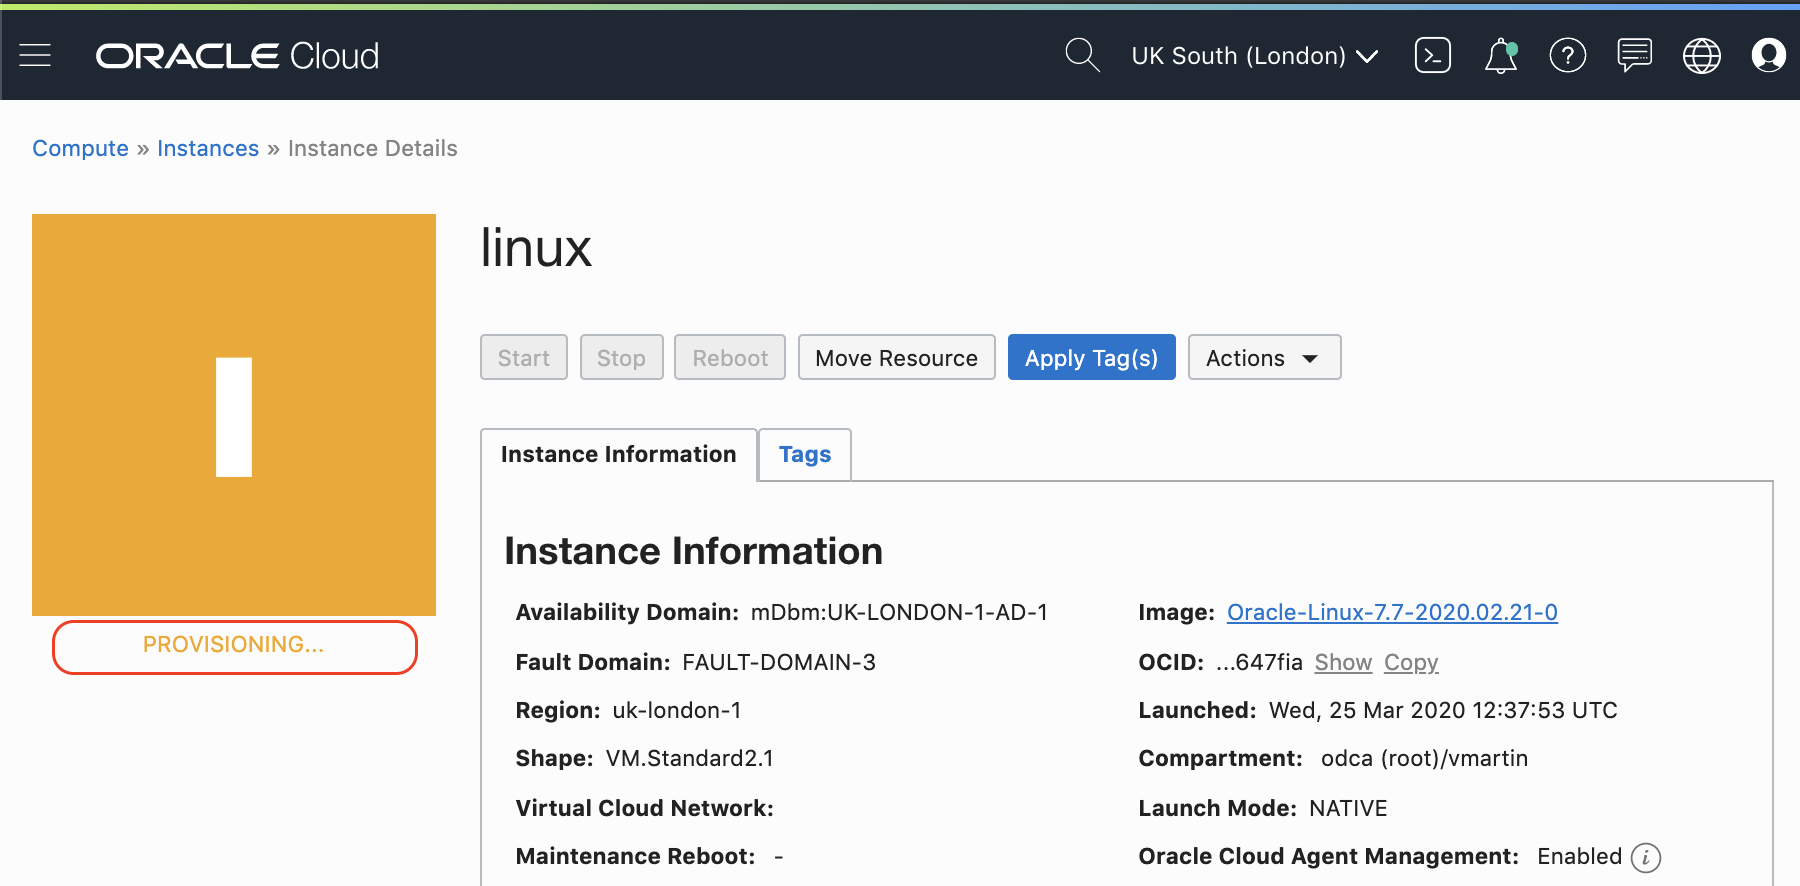 ORACLE Cloud
UK South (London)
Compute » Instances » Instance Details
I
PROVISIONING...
linux
Start Stop Reboot Move Resource Apply Tag(s) Actions
Instance Information Tags
Instance Information
Availability Domain: mDbm:UK-LONDON-1-AD-1
Fault Domain: FAULT-DOMAIN-3
Region: uk-london-1
Shape: VM.Standard2.1
Virtual Cloud Network:
Maintenance Reboot: -
Image: Oracle-Linux-7.7-2020.02.21-0
OCID: ...647fia Show Copy
Launched: Wed, 25 Mar 2020 12:37:53 UTC
Compartment: odca (root)/vmartin
Launch Mode: NATIVE
Oracle Cloud Agent Management: Enabled i